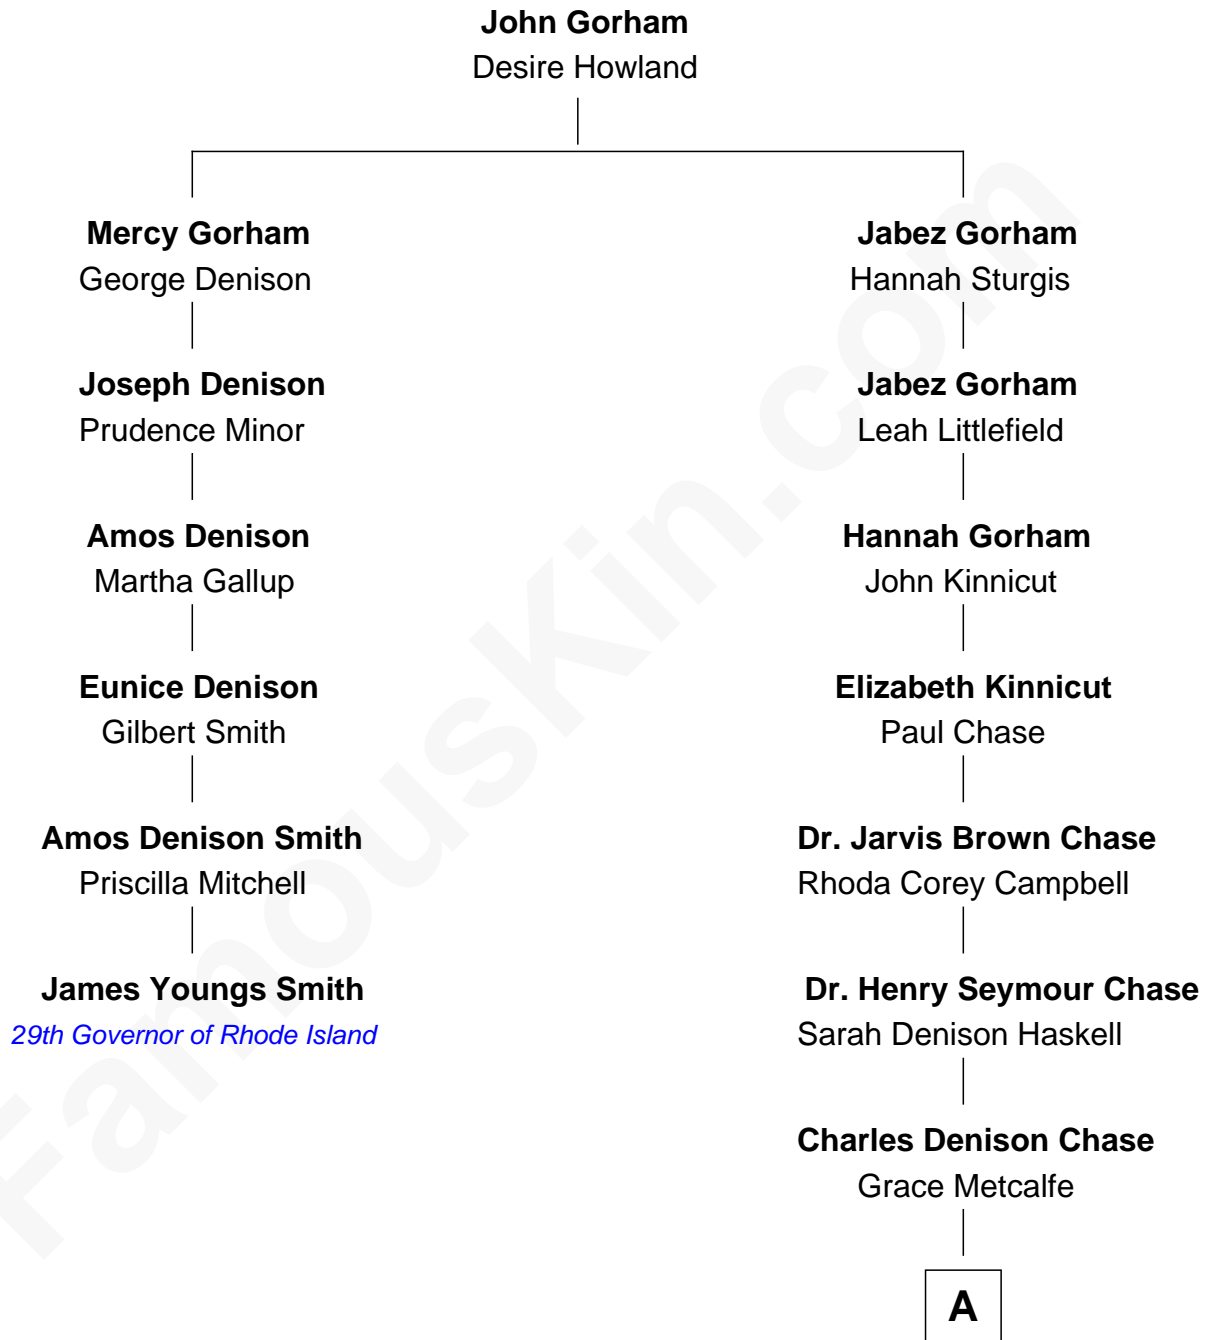 John Gorham
Desire Howland
Mercy Gorham
George Denison
Jabez Gorham
Hannah Sturgis
Joseph Denison
Prudence Minor
Jabez Gorham
Leah Littlefield
Amos Denison
Martha Gallup
Hannah Gorham
John Kinnicut
Eunice Denison
Gilbert Smith
Elizabeth Kinnicut
Paul Chase
Amos Denison Smith
Priscilla Mitchell
Dr. Jarvis Brown Chase
Rhoda Corey Campbell
James Youngs Smith
29th Governor of Rhode Island
Dr. Henry Seymour Chase
Sarah Denison Haskell
Charles Denison Chase
Grace Metcalfe
A
FamousKin.com